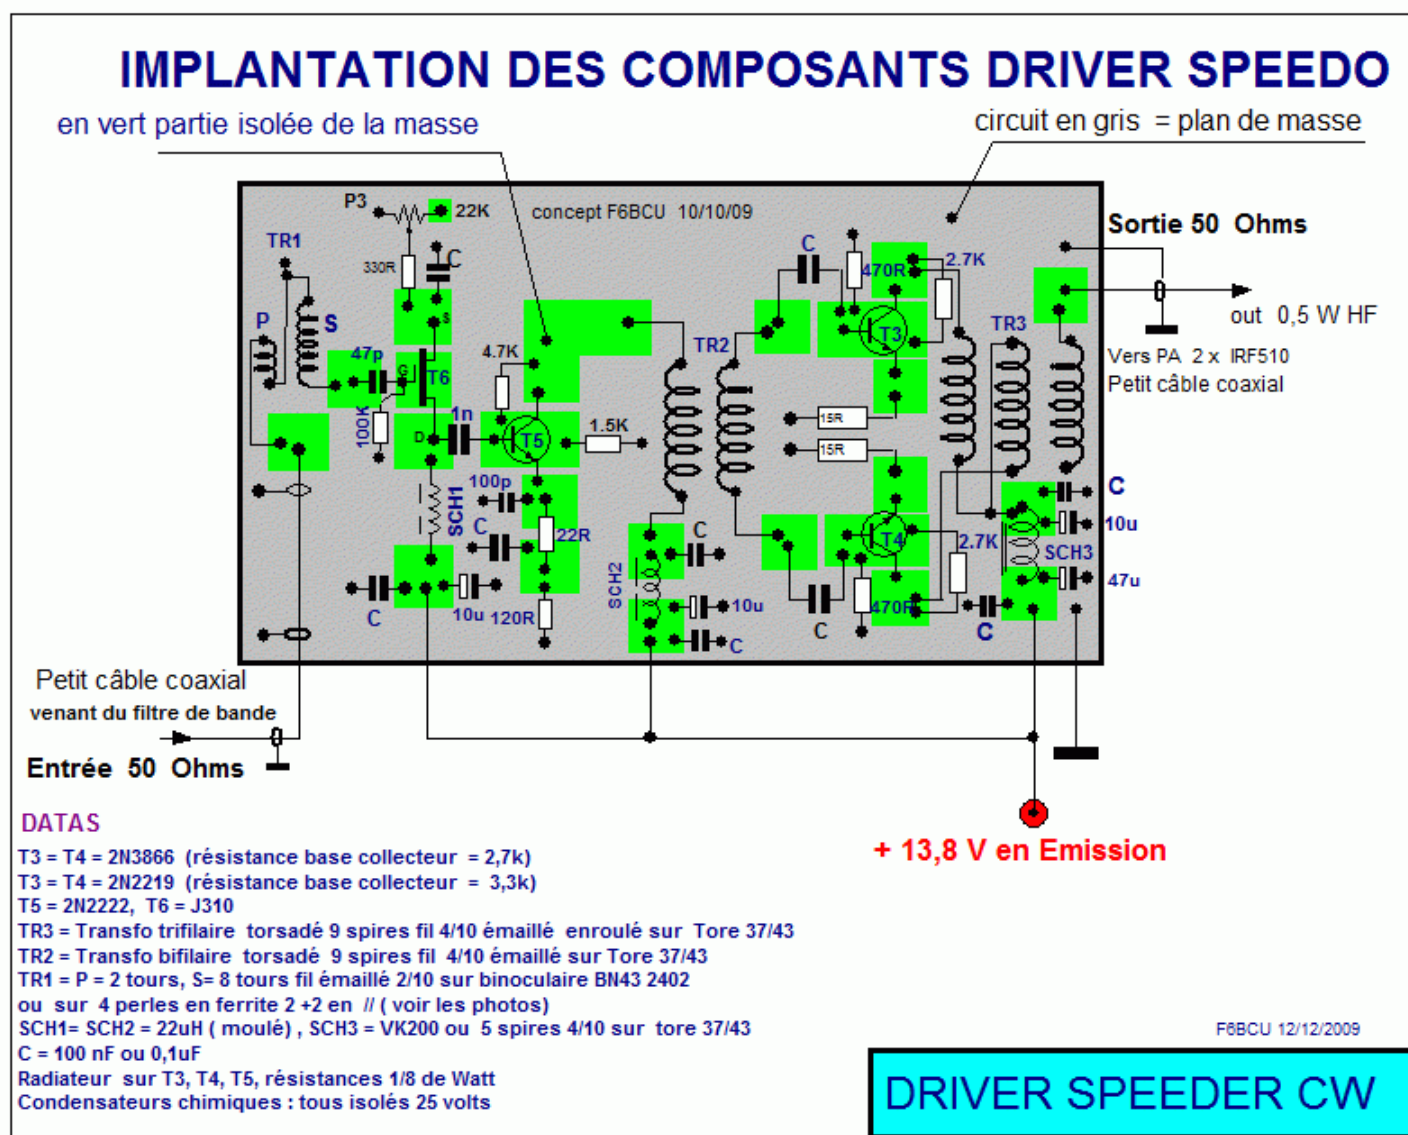 IMPLANTATION DES COMPOSANTS DRIVER SPEEDO
en vert partie isolée de la masse
circuit en gris = plan de masse
P3
22K
concept F6BCU 10/10/09
Sortie 50 Ohms
TR1
330R
C
C
470R
2.7K
out 0,5 W HF
P
S
S
47p
G
T6
4.7K
TR2
T3
TR3
Vers PA 2 x IRF510
Petit câble coaxial
100K
D
1n
T5
1.5K
15R
15R
100p
SCH1
C
22R
C
T4
2.7K
C
10u
SCH3
47u
SCH2
C
10u
120R
10u
C
C
470R
C
Petit câble coaxial
venant du filtre de bande
Entrée 50 Ohms
+ 13,8 V en Emission
DATAS
T3 = T4 = 2N3866 (résistance base collecteur = 2,7k)
T3 = T4 = 2N2219 (résistance base collecteur = 3,3k)
T5 = 2N2222, T6 = J310
TR3 = Transfo trifilaire torsadé 9 spires fil 4/10 émaillé enroulé sur Tore 37/43
TR2 = Transfo bifilaire torsadé 9 spires fil 4/10 émaillé sur Tore 37/43
TR1 = P = 2 tours, S= 8 tours fil émaillé 2/10 sur binoculaire BN43 2402
ou sur 4 perles en ferrite 2 +2 en // ( voir les photos)
SCH1= SCH2 = 22uH ( moulé) , SCH3 = VK200 ou 5 spires 4/10 sur tore 37/43
C = 100 nF ou 0,1uF
Radiateur sur T3, T4, T5, résistances 1/8 de Watt
Condensateurs chimiques : tous isolés 25 volts
F6BCU 12/12/2009
DRIVER SPEEDER CW